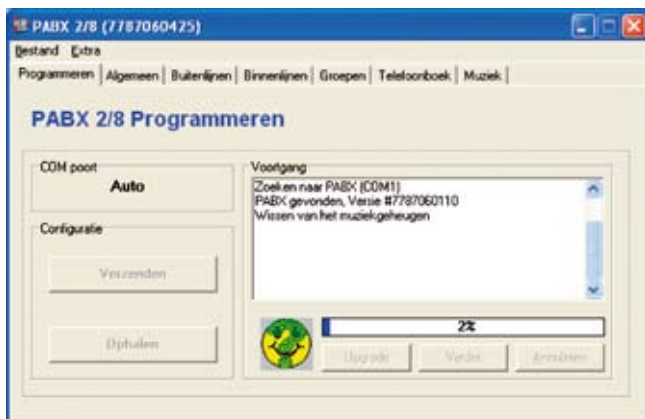 PABX 2/8 (7787060425)
Bestand Extra
Programmeren Algemeen Buitenlijnen Binnenlijnen Groepen Telefoonboek Muziek
PABX 2/8 Programmeren
COM poort
Auto
Configuratie
Verzenden
Ophalen
Voortgang
Zoeken naar PABX (COM1)
PABX gevonden, Versie #7787060110
Wissen van het muziekgeheugen
2%
Upgrade Verder Annuleren